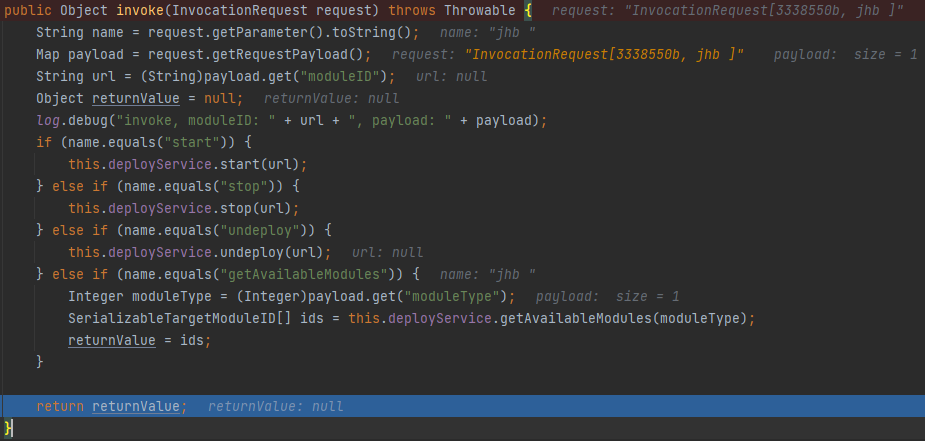 public Object invoke(InvocationRequest request) throws Throwable {   request: "InvocationRequest[3338550b, jhb ]"
    String name = request.getParameter().toString();   name: "jhb "
    Map payload = request.getRequestPayload();   request: "InvocationRequest[3338550b, jhb ]"    payload:  size = 1
    String url = (String)payload.get("moduleID");   url: null
    Object returnValue = null;   returnValue: null
    log.debug("invoke, moduleID: " + url + ", payload: " + payload);
    if (name.equals("start")) {
        this.deployService.start(url);
    } else if (name.equals("stop")) {
        this.deployService.stop(url);
    } else if (name.equals("undeploy")) {
        this.deployService.undeploy(url);   url: null
    } else if (name.equals("getAvailableModules")) {   name: "jhb "
        Integer moduleType = (Integer)payload.get("moduleType");   payload:  size = 1
        SerializableTargetModuleID[] ids = this.deployService.getAvailableModules(moduleType);
        returnValue = ids;
    }
    return returnValue;   returnValue: null
}